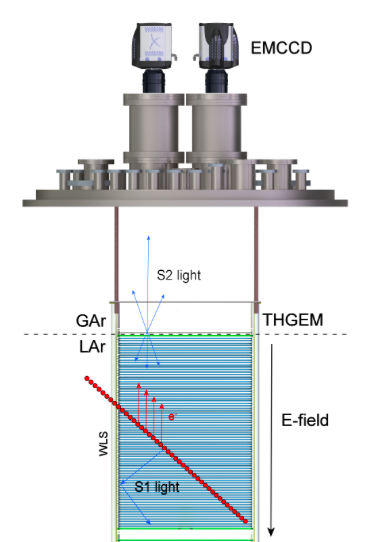 EMCCD
S2 light
GAr
THGEM
LAr
E-field
e-
WLS
S1 light